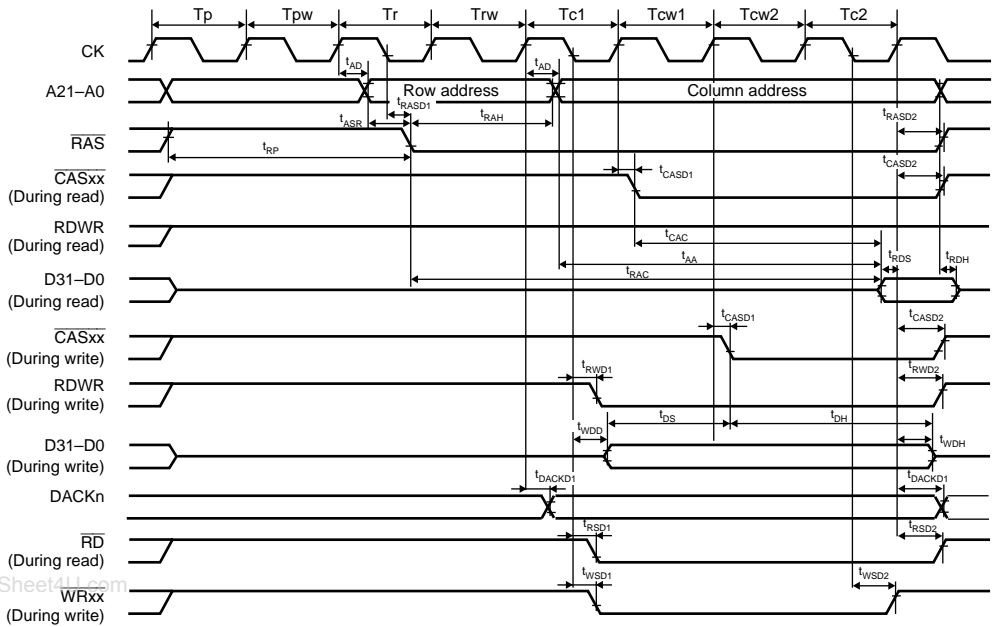 Tp Tpw Tr Trw Tc1 Tcw1 Tcw2 Tc2
CK
tAD tAD
A21–A0 Row address Column address
tRASD1 tRASD2
tASR tRAH
RAS
tRP
tCASD2
CASxx
(During read)
tCASD1
RDWR
(During read)
tCAC
tAA tRDS tRDH
tRAC
D31–D0
(During read)
tCASD1 tCASD2
CASxx
(During write)
tRWD1 tRWD2
RDWR
(During write)
tDS tDH
tWDD tWDH
D31–D0
(During write)
tDACKD1 tDACKD1
DACKn
tRSD1 tRSD2
RD
(During read)
tWSD1 tWSD2
Sheet4U.com
WRxx
(During write)